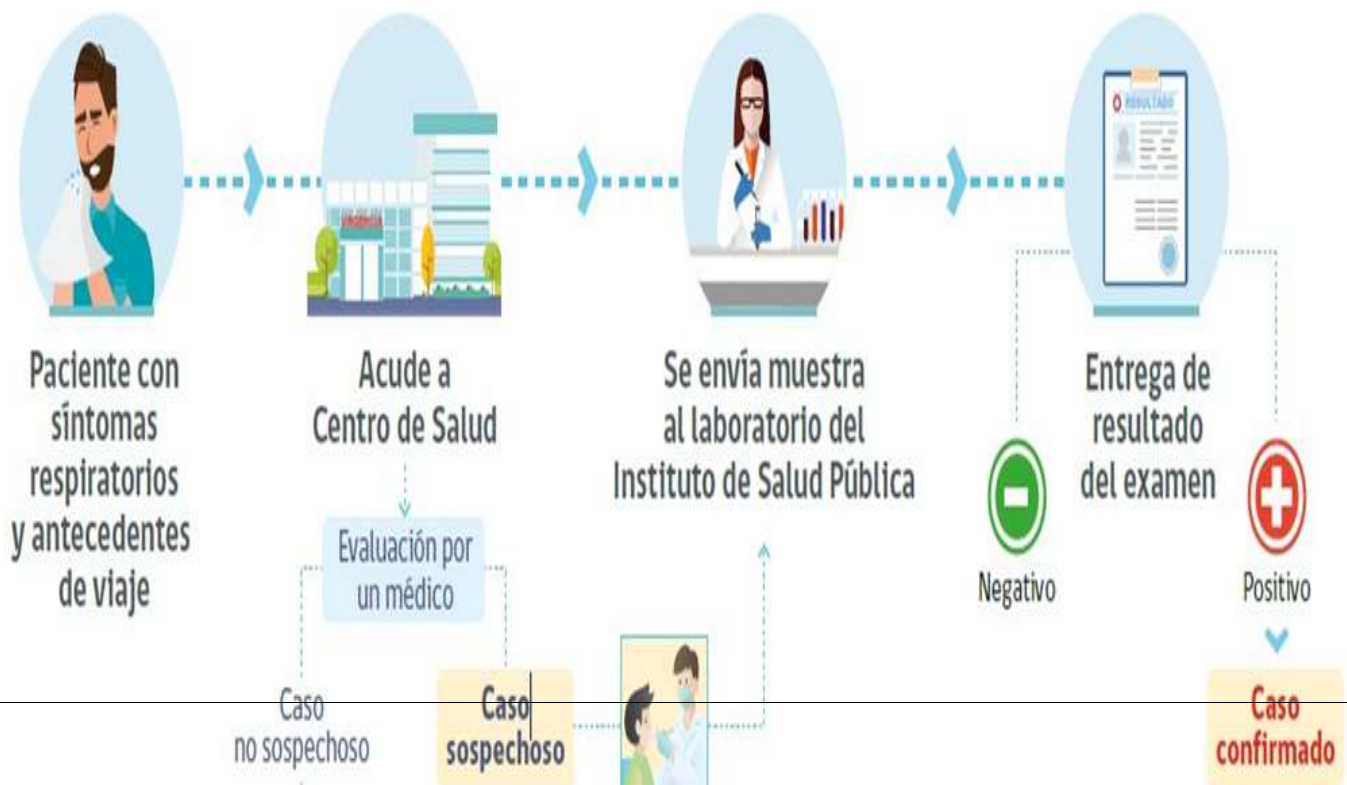 Paciente con
síntomas
respiratorios
y antecedentes
de viaje
Acude a
Centro de Salud
URGENCIA
Evaluación por
un médico
Caso
no sospechoso
Caso
sospechoso
Se envía muestra
al laboratorio del
Instituto de Salud Pública
RESULTADO
Entrega de
resultado
del examen
Negativo
Positivo
Caso
confirmado